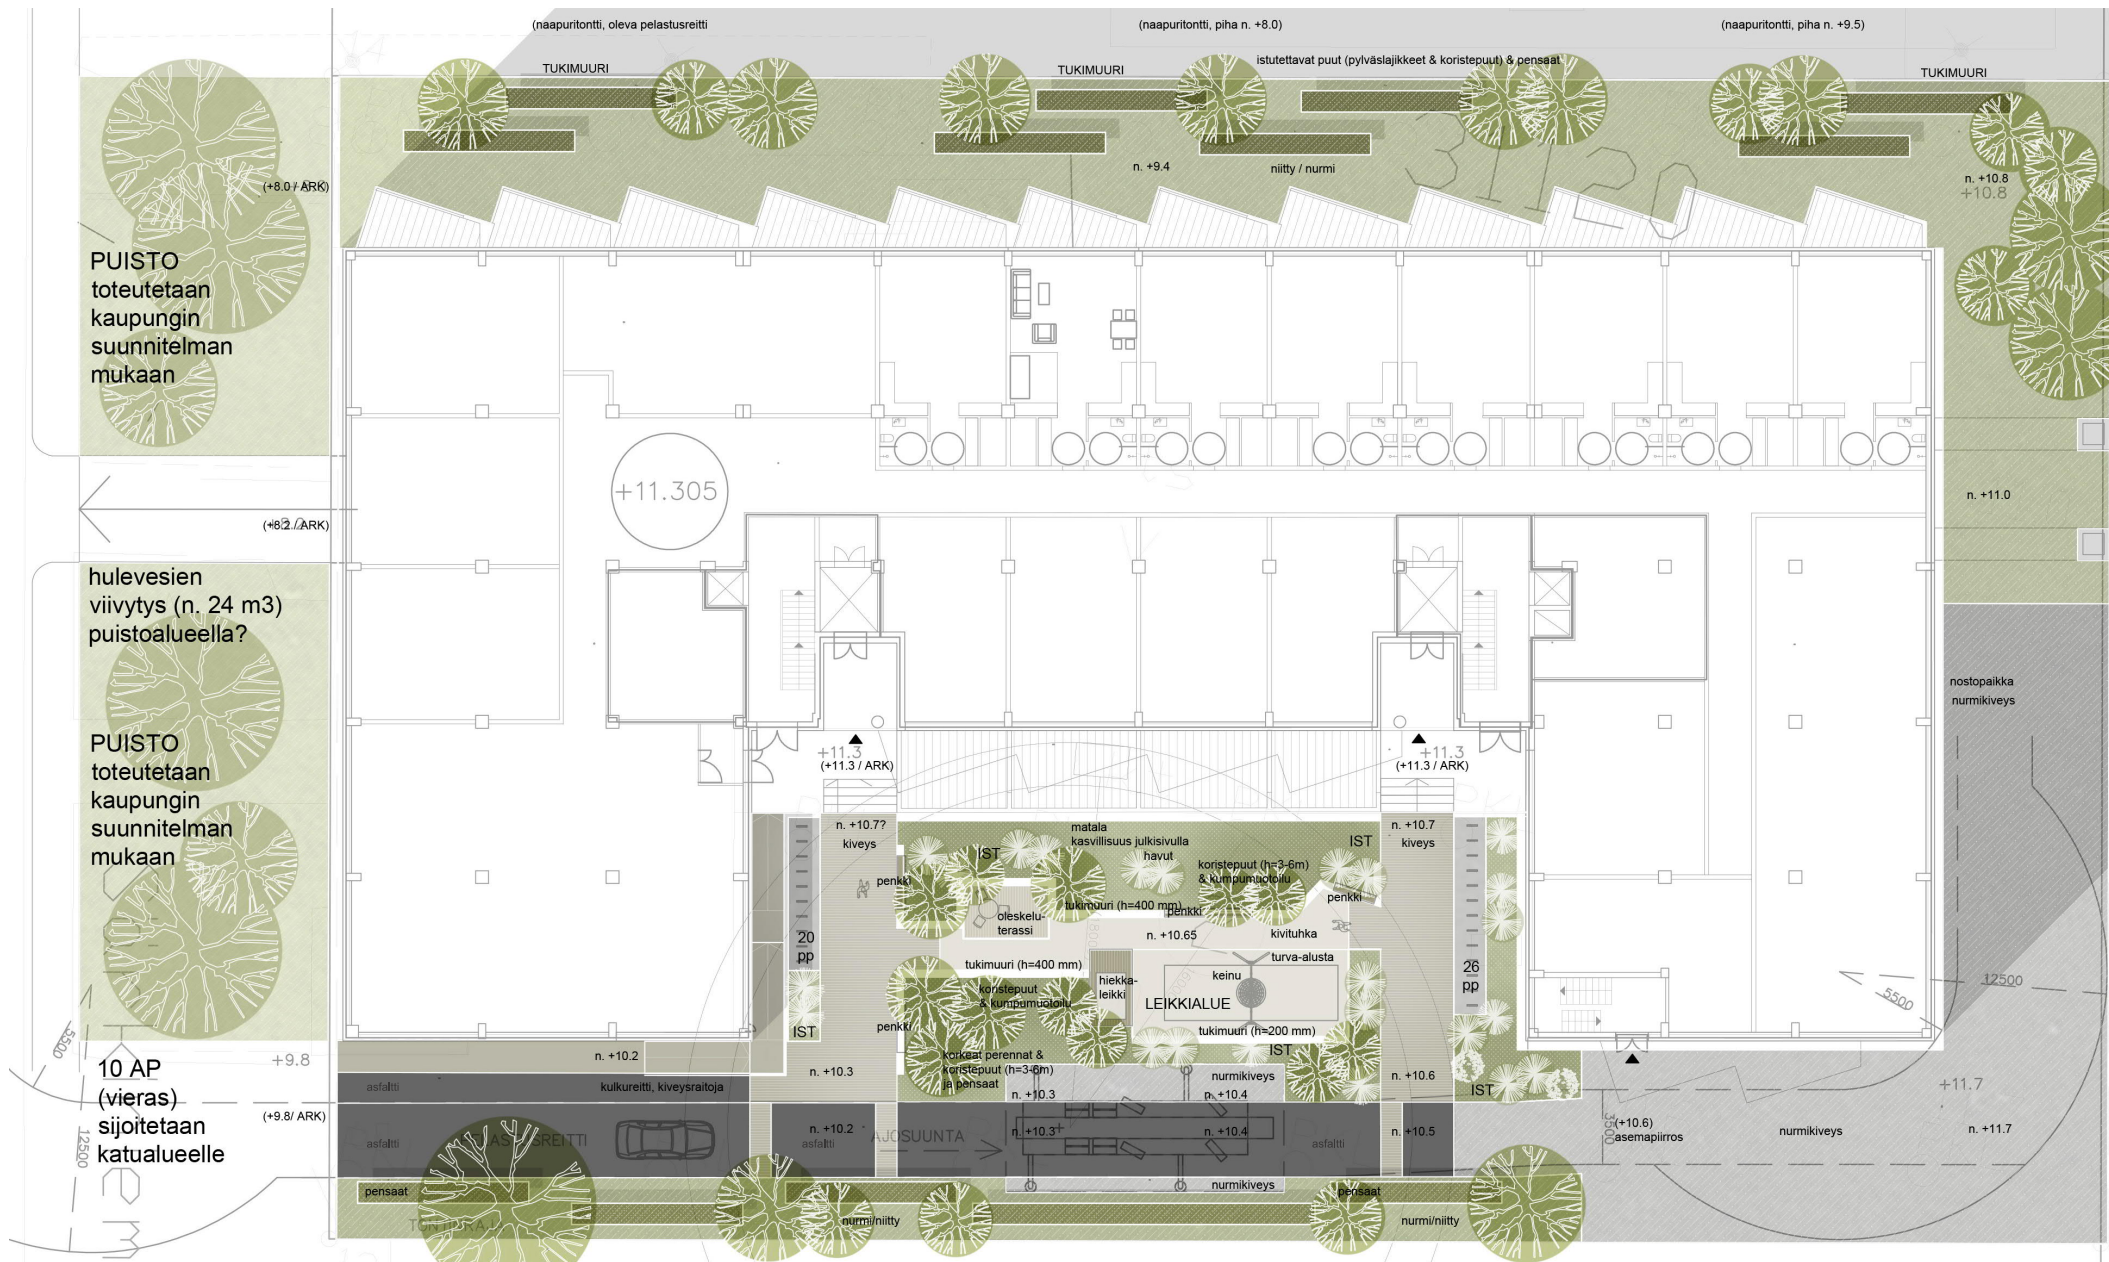 (naapuritontti, oleva pelastusreitti
(naapuritontti, piha n. +8.0)
(naapuritontti, piha n. +9.5)
istutettavat puut (pylväslajikkeet & koristepuut) & pensaat
TUKIMUURI
TUKIMUURI
TUKIMUURI
n. +9.4
niitty / nurmi
n. +10.8
+10.8
(+8.0 / ARK)
PUISTO
toteutetaan
kaupungin
suunnitelman
mukaan
+11.305
n. +11.0
(+8.2 / ARK)
hulevesien
viivytys (n. 24 m3)
puistoalueella?
nostopaikka
nurmikiveys
PUISTO
toteutetaan
kaupungin
suunnitelman
mukaan
+11.3
(+11.3 / ARK)
+11.3
(+11.3 / ARK)
n. +10.7?
kiveys
matala
kasvillisuus julkisivulla
havut
IST
IST
n. +10.7
kiveys
koristepuut (h=3-6m)
& kumpumuotoilu
penkki
penkki
tukimuuri (h=400 mm)
penkki
oleskelu-
terassi
20
pp
n. +10.65
kivituhka
turva-alusta
tukimuuri (h=400 mm)
keinu
hiekka-
leikki
26
pp
koristepuut
& kumpumuotoilu
LEIKKIALUE
12500
5500
penkki
IST
tukimuuri (h=200 mm)
IST
korkeat perennat &
koristepuut (h=3-6m)
ja pensaat
n. +10.2
n. +10.3
nurmikiveys
n. +10.6
IST
5500
+9.8
10 AP
(vieras)
sijoitetaan
katualueelle
asfaltti
kulkureitti, kiveysraitoja
n. +10.3
n. +10.4
+11.7
(+9.8/ ARK)
12500
asfaltti
n. +10.2
asfaltti
AJOSUUNTA
n. +10.3
n. +10.4
asfaltti
n. +10.5
3500
(+10.6)
asemapiirros
nurmikiveys
n. +11.7
pensaat
nurmikiveys
pensaat
nurmi/niitty
nurmi/niitty